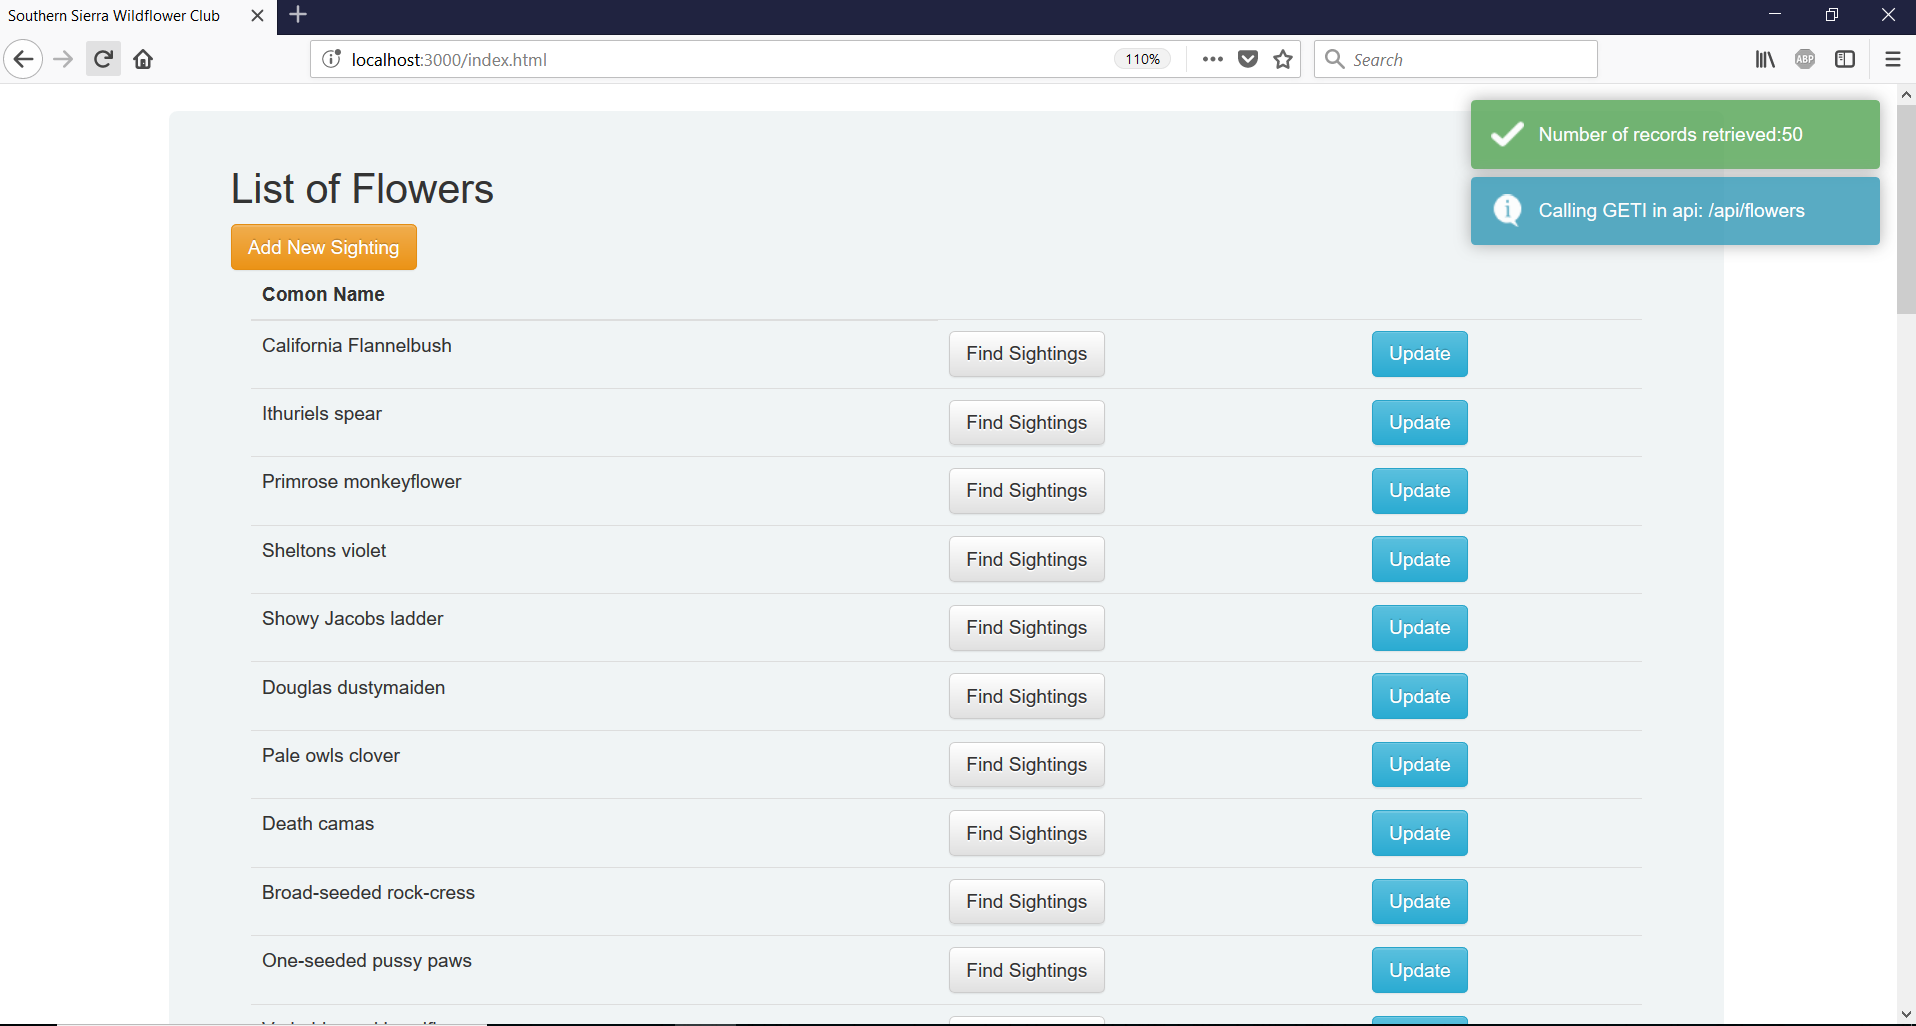 Southern Sierra Wildflower Club
localhost:3000/index.html
110%
Search
ABP
Number of records retrieved:50
Calling GETI in api: /api/flowers
List of Flowers
Add New Sighting
Comon Name
California Flannelbush Find Sightings Update
Ithuriels spear Find Sightings Update
Primrose monkeyflower Find Sightings Update
Sheltons violet Find Sightings Update
Showy Jacobs ladder Find Sightings Update
Douglas dustymaiden Find Sightings Update
Pale owls clover Find Sightings Update
Death camas Find Sightings Update
Broad-seeded rock-cress Find Sightings Update
One-seeded pussy paws Find Sightings Update